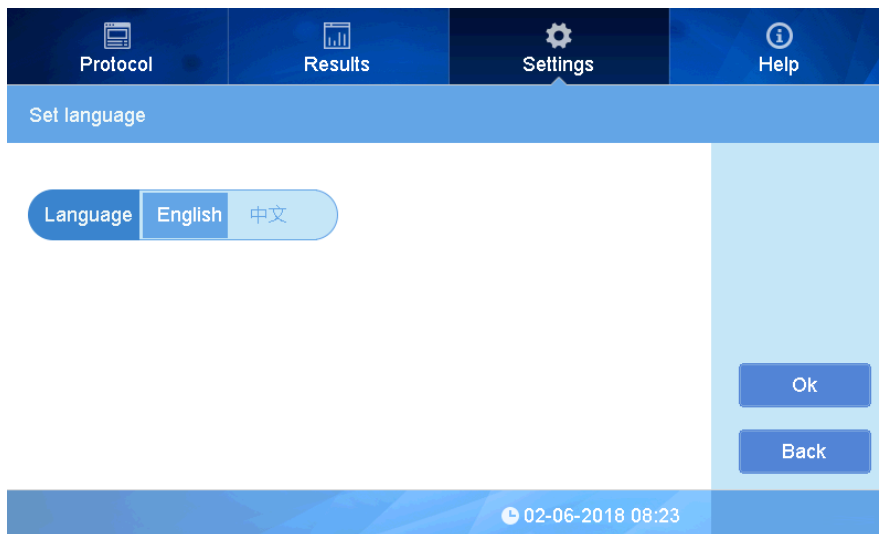 Protocol
Results
Settings
Help
Set language
Language English 中文
Ok
Back
02-06-2018 08:23